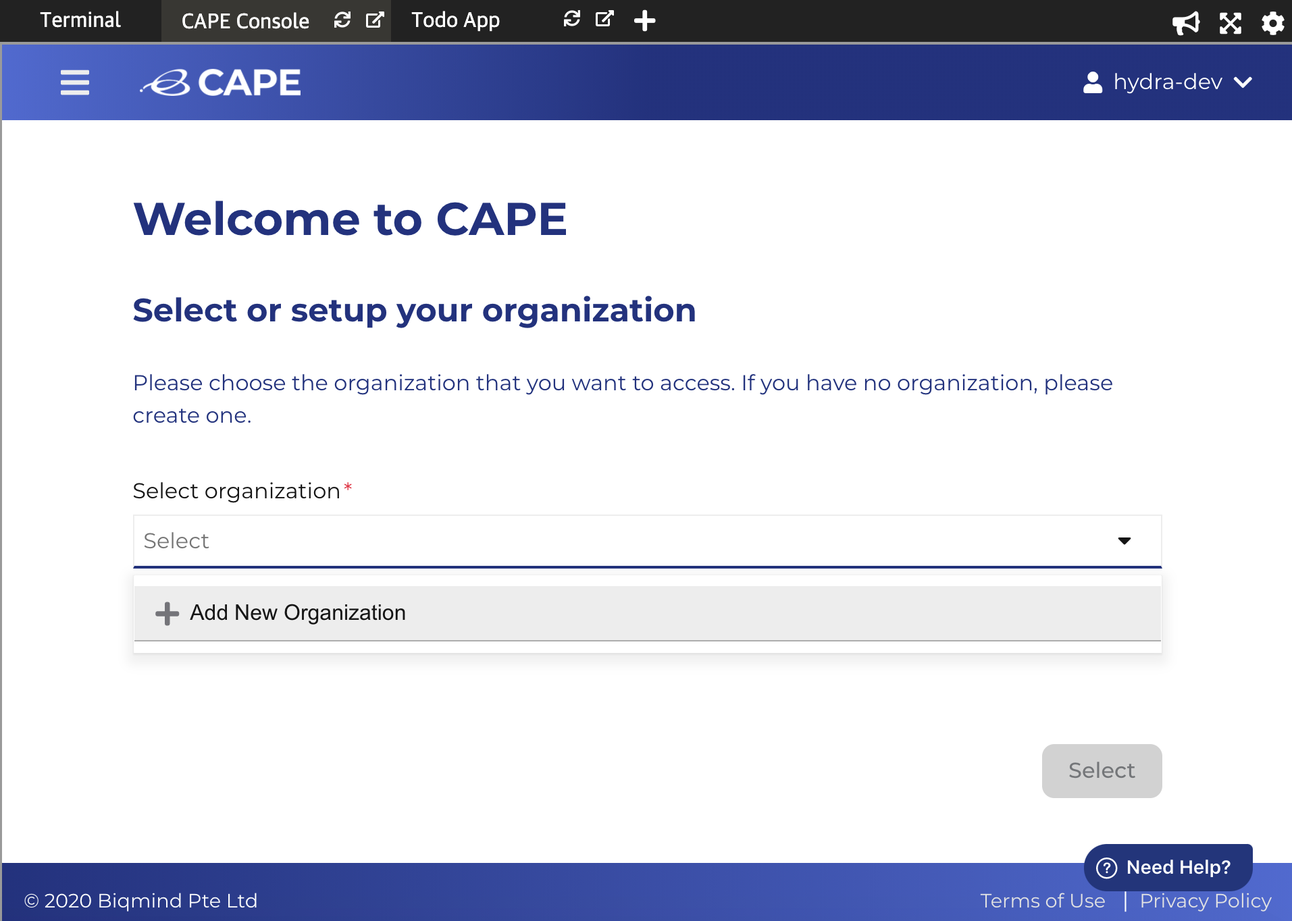 Terminal
CAPE Console
Todo App
CAPE
hydra-dev
Welcome to CAPE
Select or setup your organization
Please choose the organization that you want to access. If you have no organization, please
create one.
Select organization*
Select
Add New Organization
Select
Need Help?
© 2020 Biqmind Pte Ltd
Terms of Use | Privacy Policy